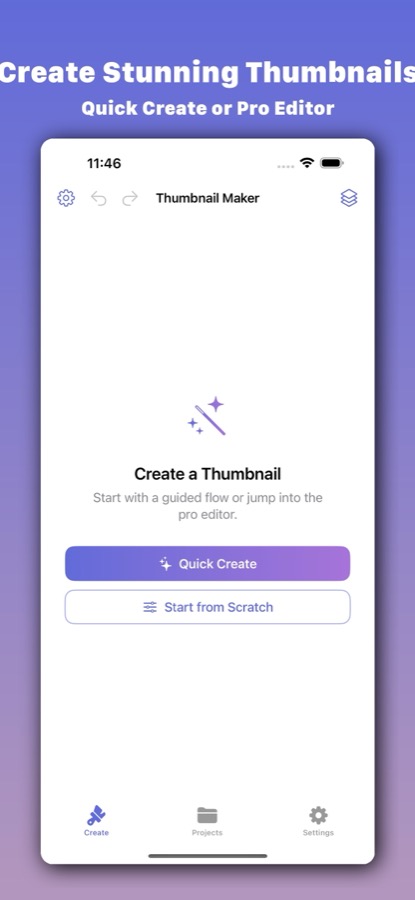 Create Stunning Thumbnails
Quick Create or Pro Editor
11:46
Thumbnail Maker
Create a Thumbnail
Start with a guided flow or jump into the
pro editor.
Quick Create
Start from Scratch
Create
Projects
Settings